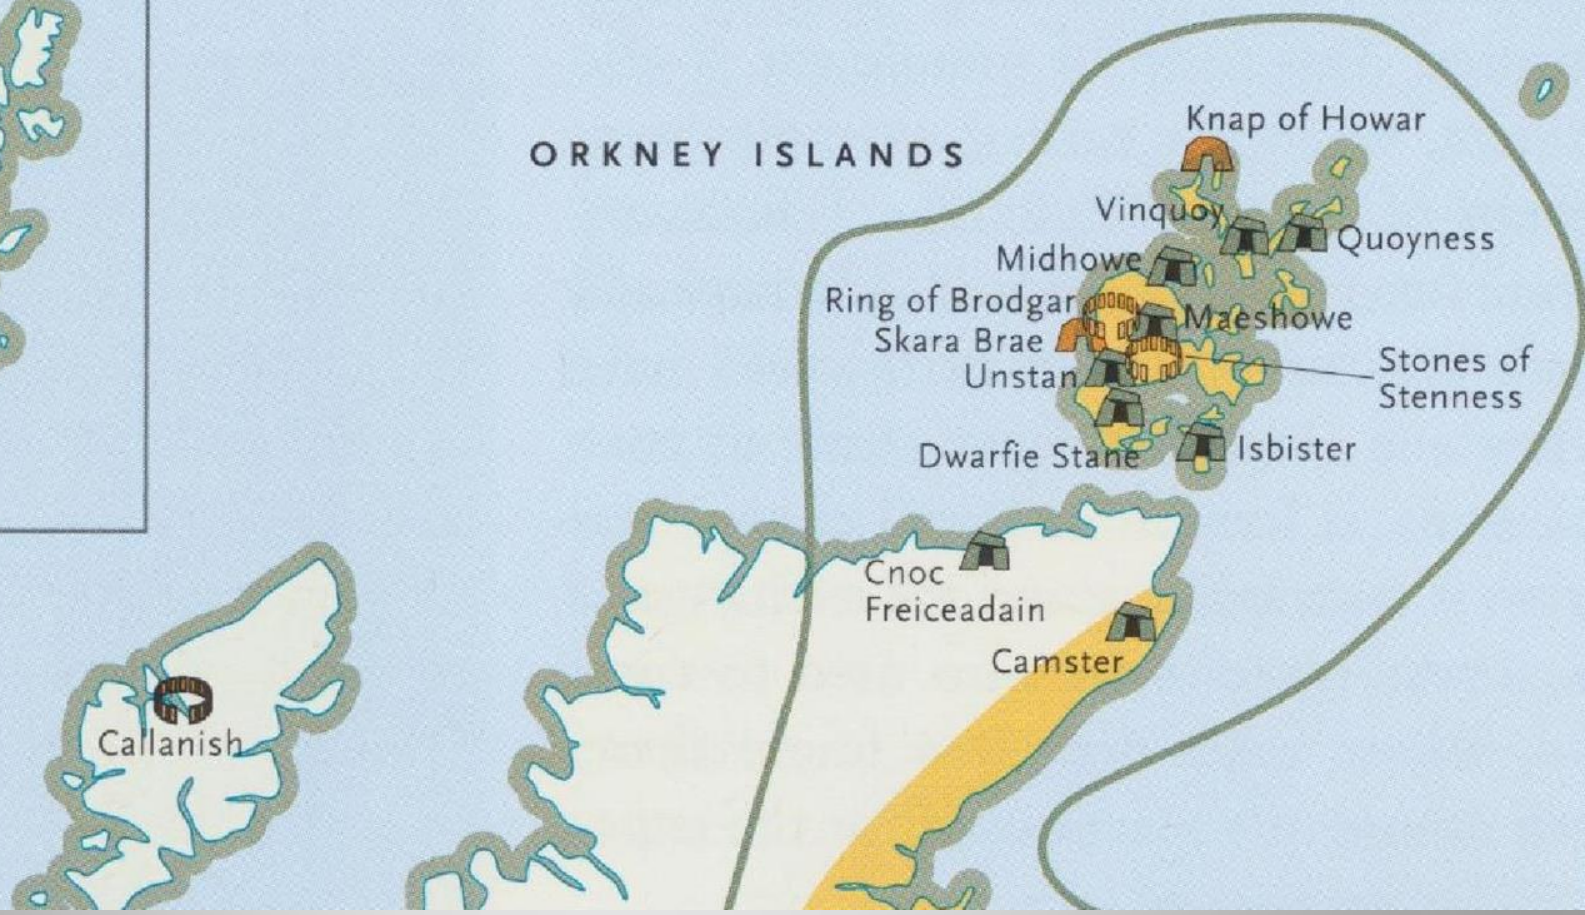 Knap of Howar
ORKNEY ISLANDS
Vinquoy
Quoyness
Midhowe
Ring of Brodgar
Maeshowe
Skara Brae
Stones of
Stenness
Unstan
Isbister
Dwarfie Stane
Cnoc
Freiceadain
Camster
Callanish